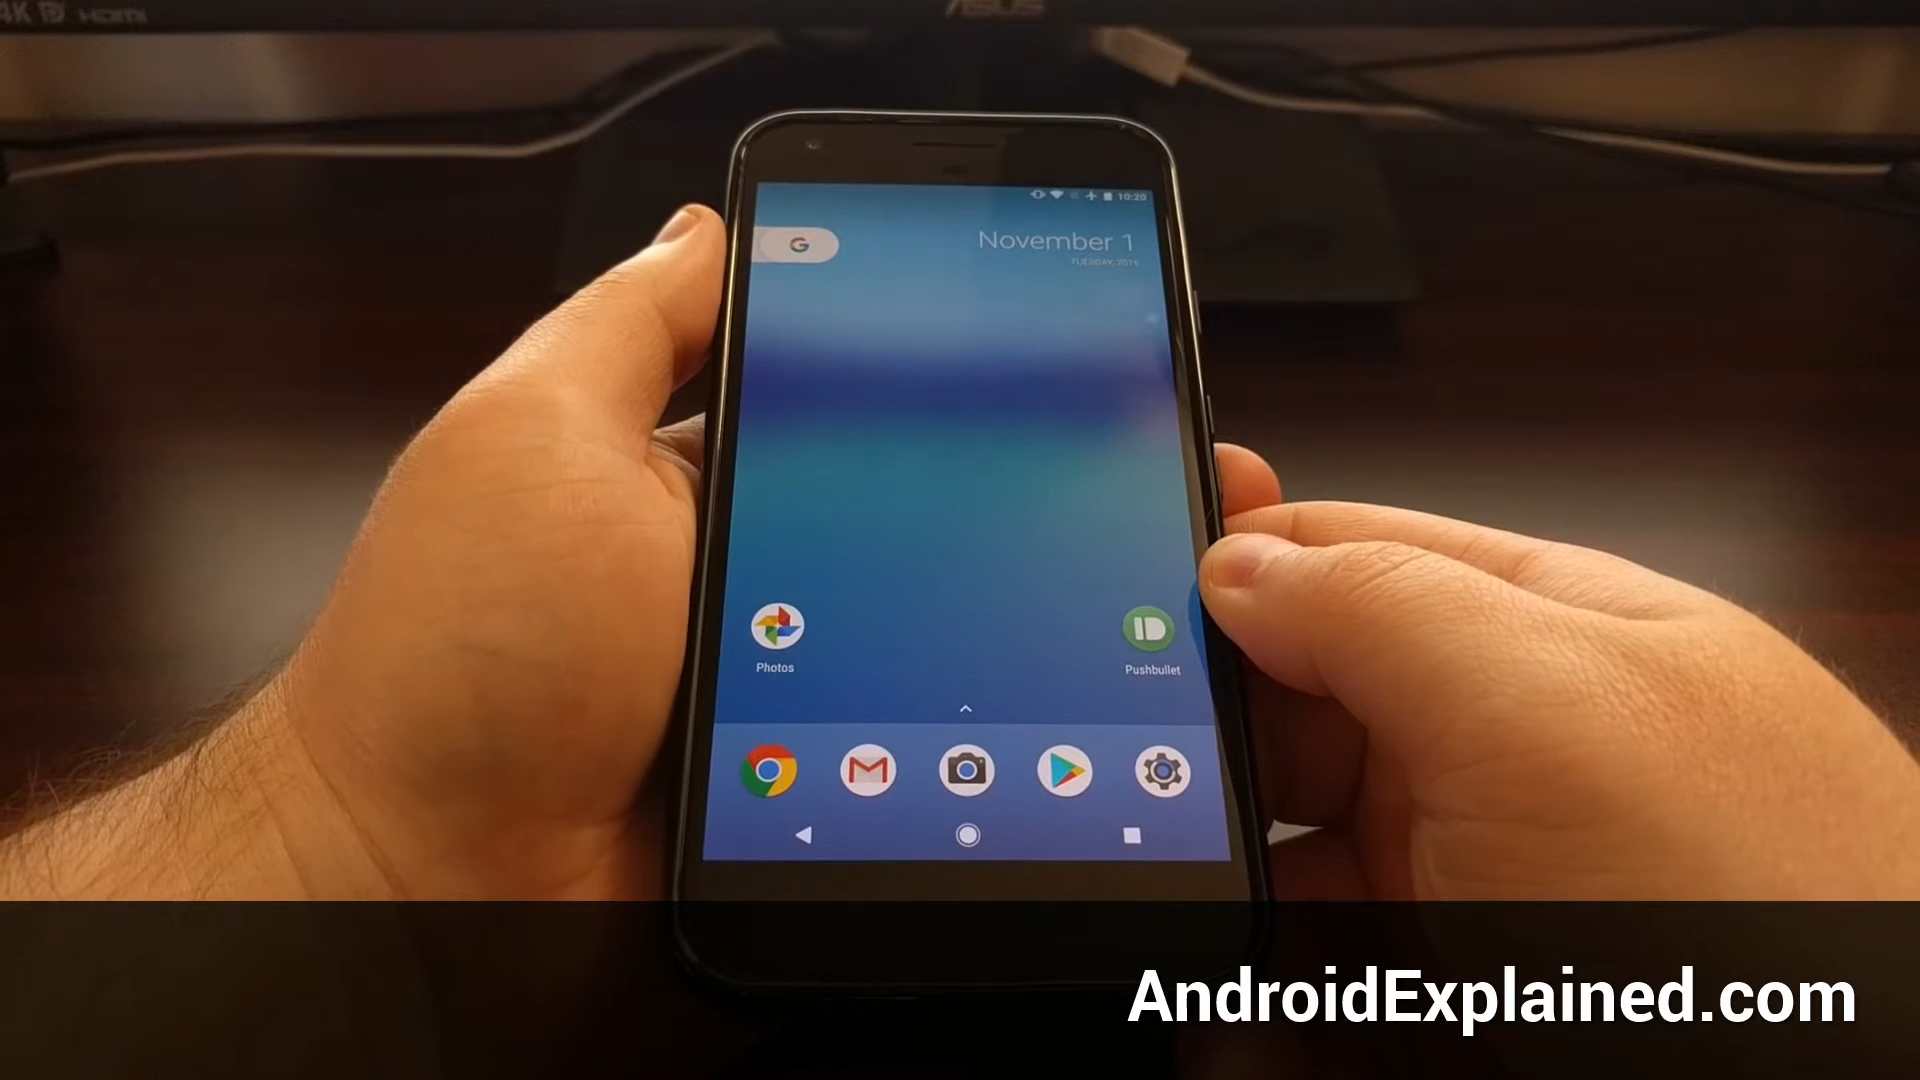 4K HDMI
ASUS
10:20
November 1
TUESDAY, 2016
Photos
Pushbullet
AndroidExplained.com